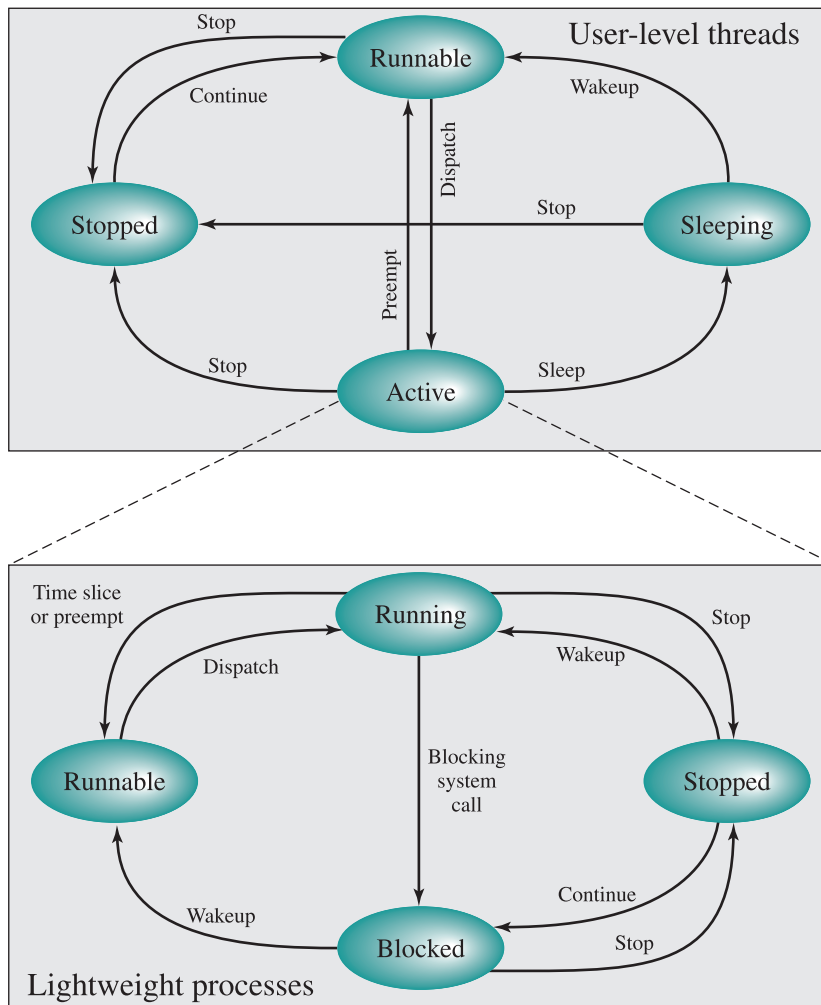 User-level threads
Stop
Runnable
Continue
Wakeup
Dispatch
Stopped
Stop
Sleeping
Preempt
Stop
Active
Sleep
Time slice
or preempt
Running
Stop
Dispatch
Wakeup
Runnable
Blocking
system
call
Stopped
Wakeup
Continue
Blocked
Stop
Lightweight processes